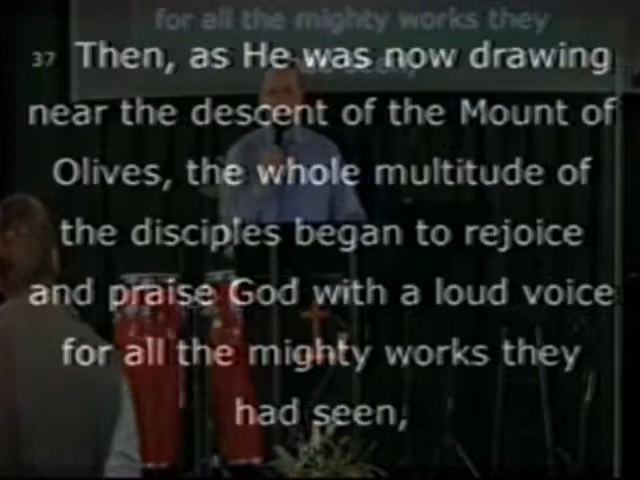 for all the mighty works they
had seen,
37 Then, as He was now drawing
near the descent of the Mount of
Olives, the whole multitude of
the disciples began to rejoice
and praise God with a loud voice
for all the mighty works they
had seen,